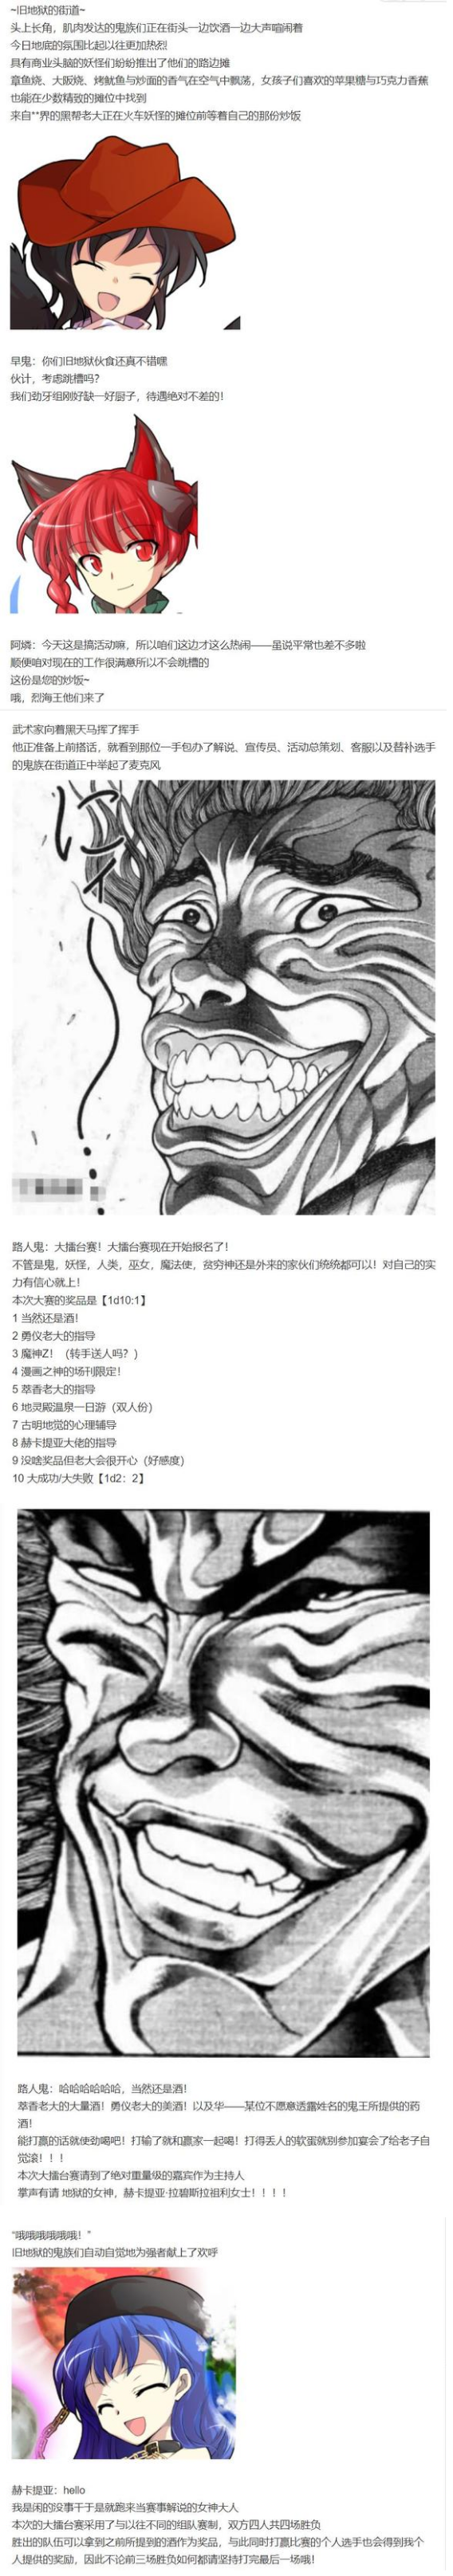 ~旧地狱的街道~
头上长角，肌肉发达的鬼族们正在街头一边饮酒一边大声喧闹着
今日地底的氛围比起以往更加热烈
具有商业头脑的妖怪们纷纷推出了他们的路边摊
章鱼烧、大阪烧、烤鱿鱼与炒面的香气在空气中飘荡，女孩子们喜欢的苹果糖与巧克力香蕉
也能在少数精致的摊位中找到
来自**界的黑帮老大正在火车妖怪的摊位前等着自己的那份炒饭
早鬼：你们旧地狱伙食还真不错嘿
伙计，考虑跳槽吗？
我们劲牙组刚好缺一好厨子，待遇绝对不差的！
阿燐：今天这是搞活动嘛，所以咱们这边才这么热闹——虽说平常也差不多啦
顺便咱对现在的工作很满意所以不会跳槽的
这份是您的炒饭~
哦，烈海王他们来了
武术家向着黑天马挥了挥手
他正准备上前搭话，就看到那位一手包办了解说、宣传员、活动总策划、客服以及替补选手
的鬼族在街道正中举起了麦克风
にイ
路人鬼：大擂台赛！大擂台赛现在开始报名了！
不管是鬼，妖怪，人类，巫女，魔法使，贫穷神还是外来的家伙们统统都可以！对自己的实
力有信心就上！
本次大赛的奖品是【1d10:1】
1 当然还是酒！
2 勇仪老大的指导
3 魔神Z！（转手送人吗？）
4 漫画之神的场刊限定！
5 萃香老大的指导
6 地灵殿温泉一日游（双人份）
7 古明地觉的心理辅导
8 赫卡提亚大佬的指导
9 没啥奖品但老大会很开心（好感度）
10 大成功/大失败【1d2：2】
路人鬼：哈哈哈哈哈哈，当然还是酒！
萃香老大的大量酒！勇仪老大的美酒！以及华——某位不愿意透露姓名的鬼王所提供的药
酒！
能打赢的话就使劲喝吧！打输了就和赢家一起喝！打得丢人的软蛋就别参加宴会了给老子自
觉滚！！！
本次大擂台赛请到了绝对重量级的嘉宾作为主持人
掌声有请 地狱的女神，赫卡提亚·拉碧斯拉祖利女士！！！！
“哦哦哦哦哦哦！”
旧地狱的鬼族们自动自觉地为强者献上了欢呼
赫卡提亚：hello
我是闲的没事干于是就跑来当赛事解说的女神大人
本次的大擂台赛采用了与以往不同的组队赛制，双方四人共四场胜负
胜出的队伍可以拿到之前所提到的酒作为奖品，与此同时打赢比赛的个人选手也会得到我个
人提供的奖励，因此不论前三场胜负如何都请坚持打完最后一场哦！